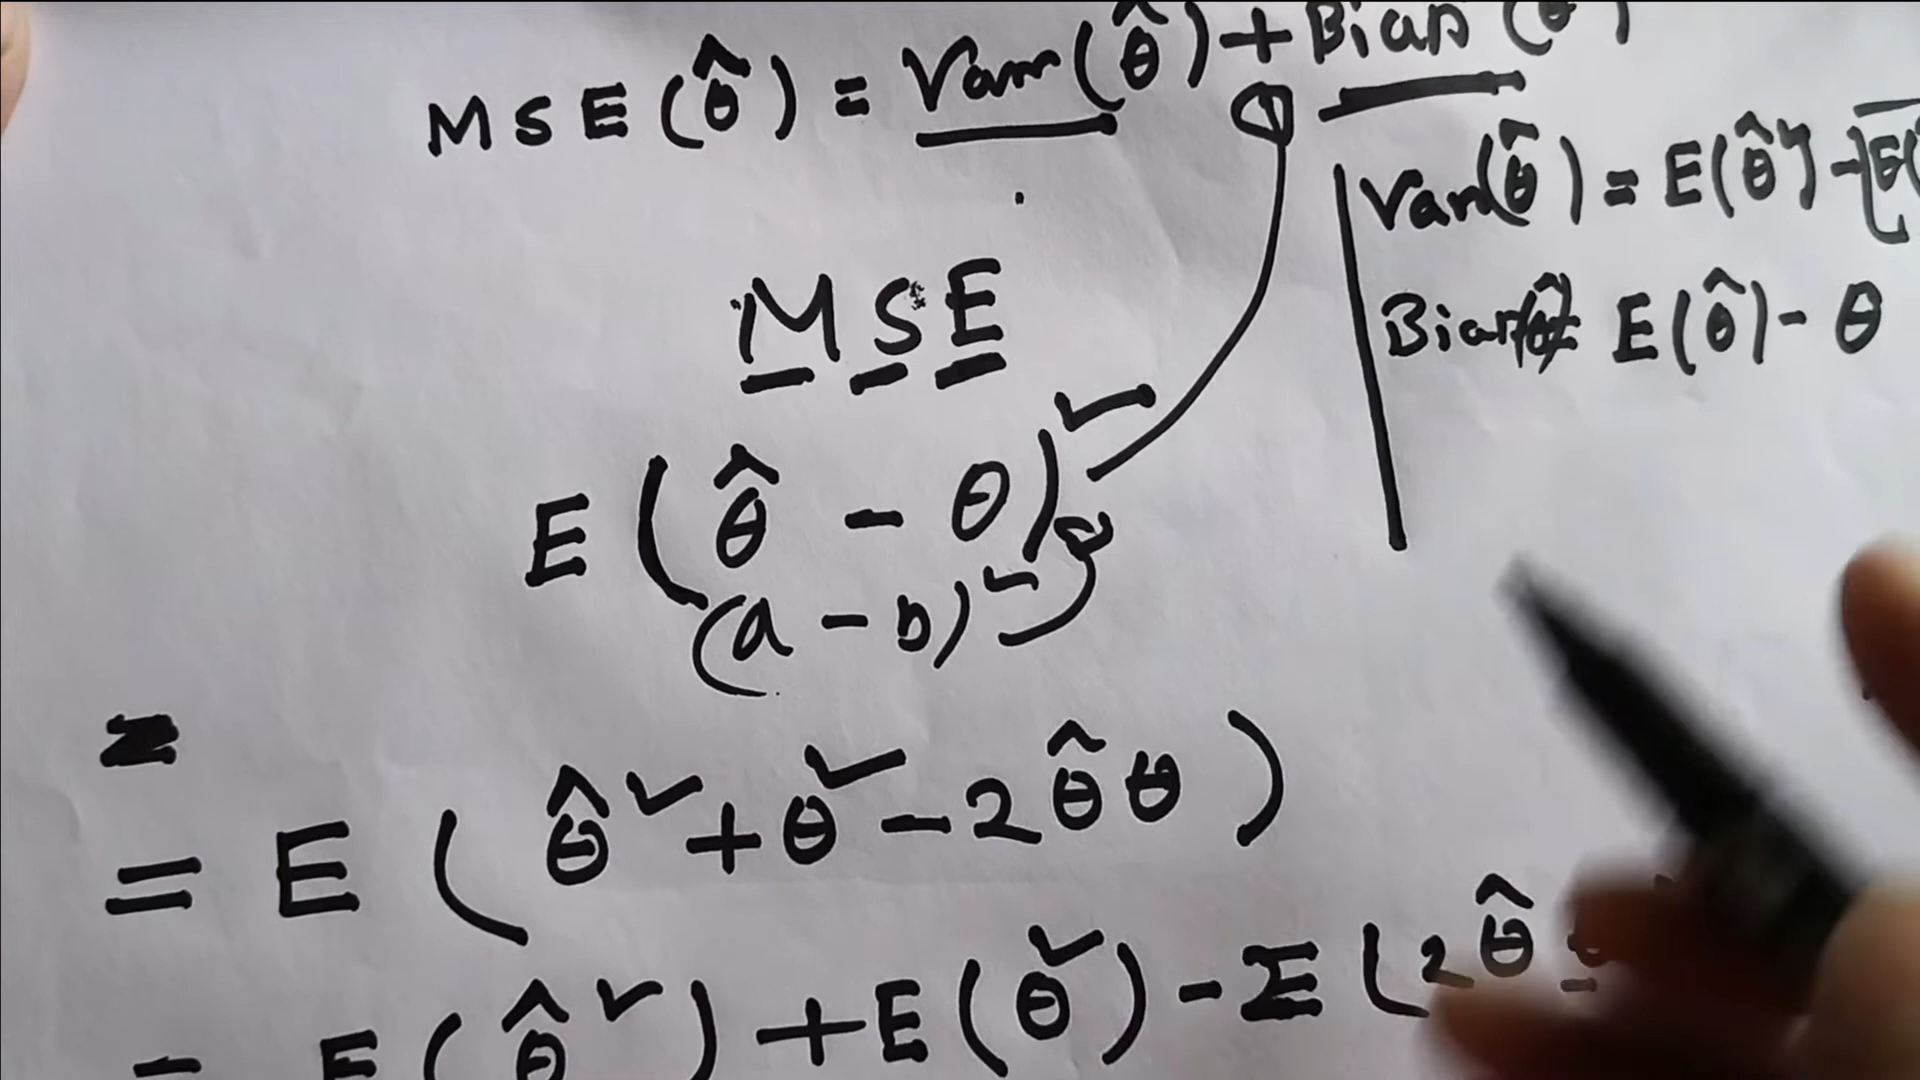 MSE(θ̂) = Var(θ̂) + Bias (θ)
Var(θ̂) = E(θ̂²) - [E(
Bias(θ̂) = E(θ̂) - θ
MSE
E(θ̂ - θ)²
(a - b)²
=
= E(θ̂² + θ² - 2θ̂θ)
= E(θ̂²) + E(θ²) - E(2θ̂